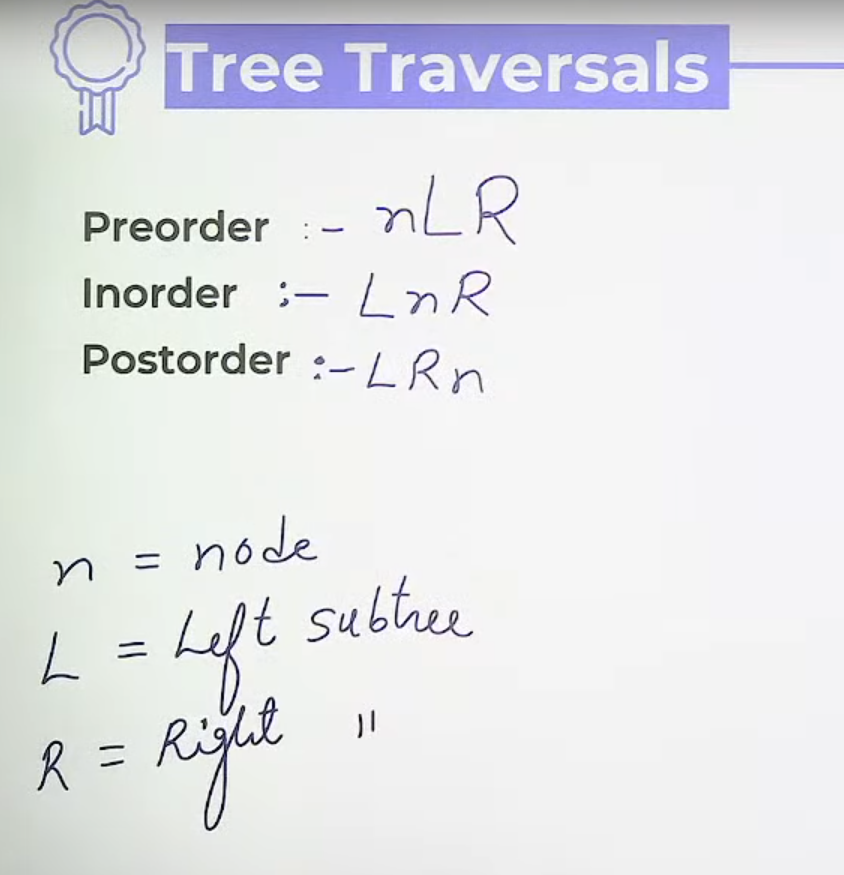 Tree Traversals
Preorder :- nLR
Inorder :- LnR
Postorder :- LRn
n = node
L = Left subtree
R = Right "